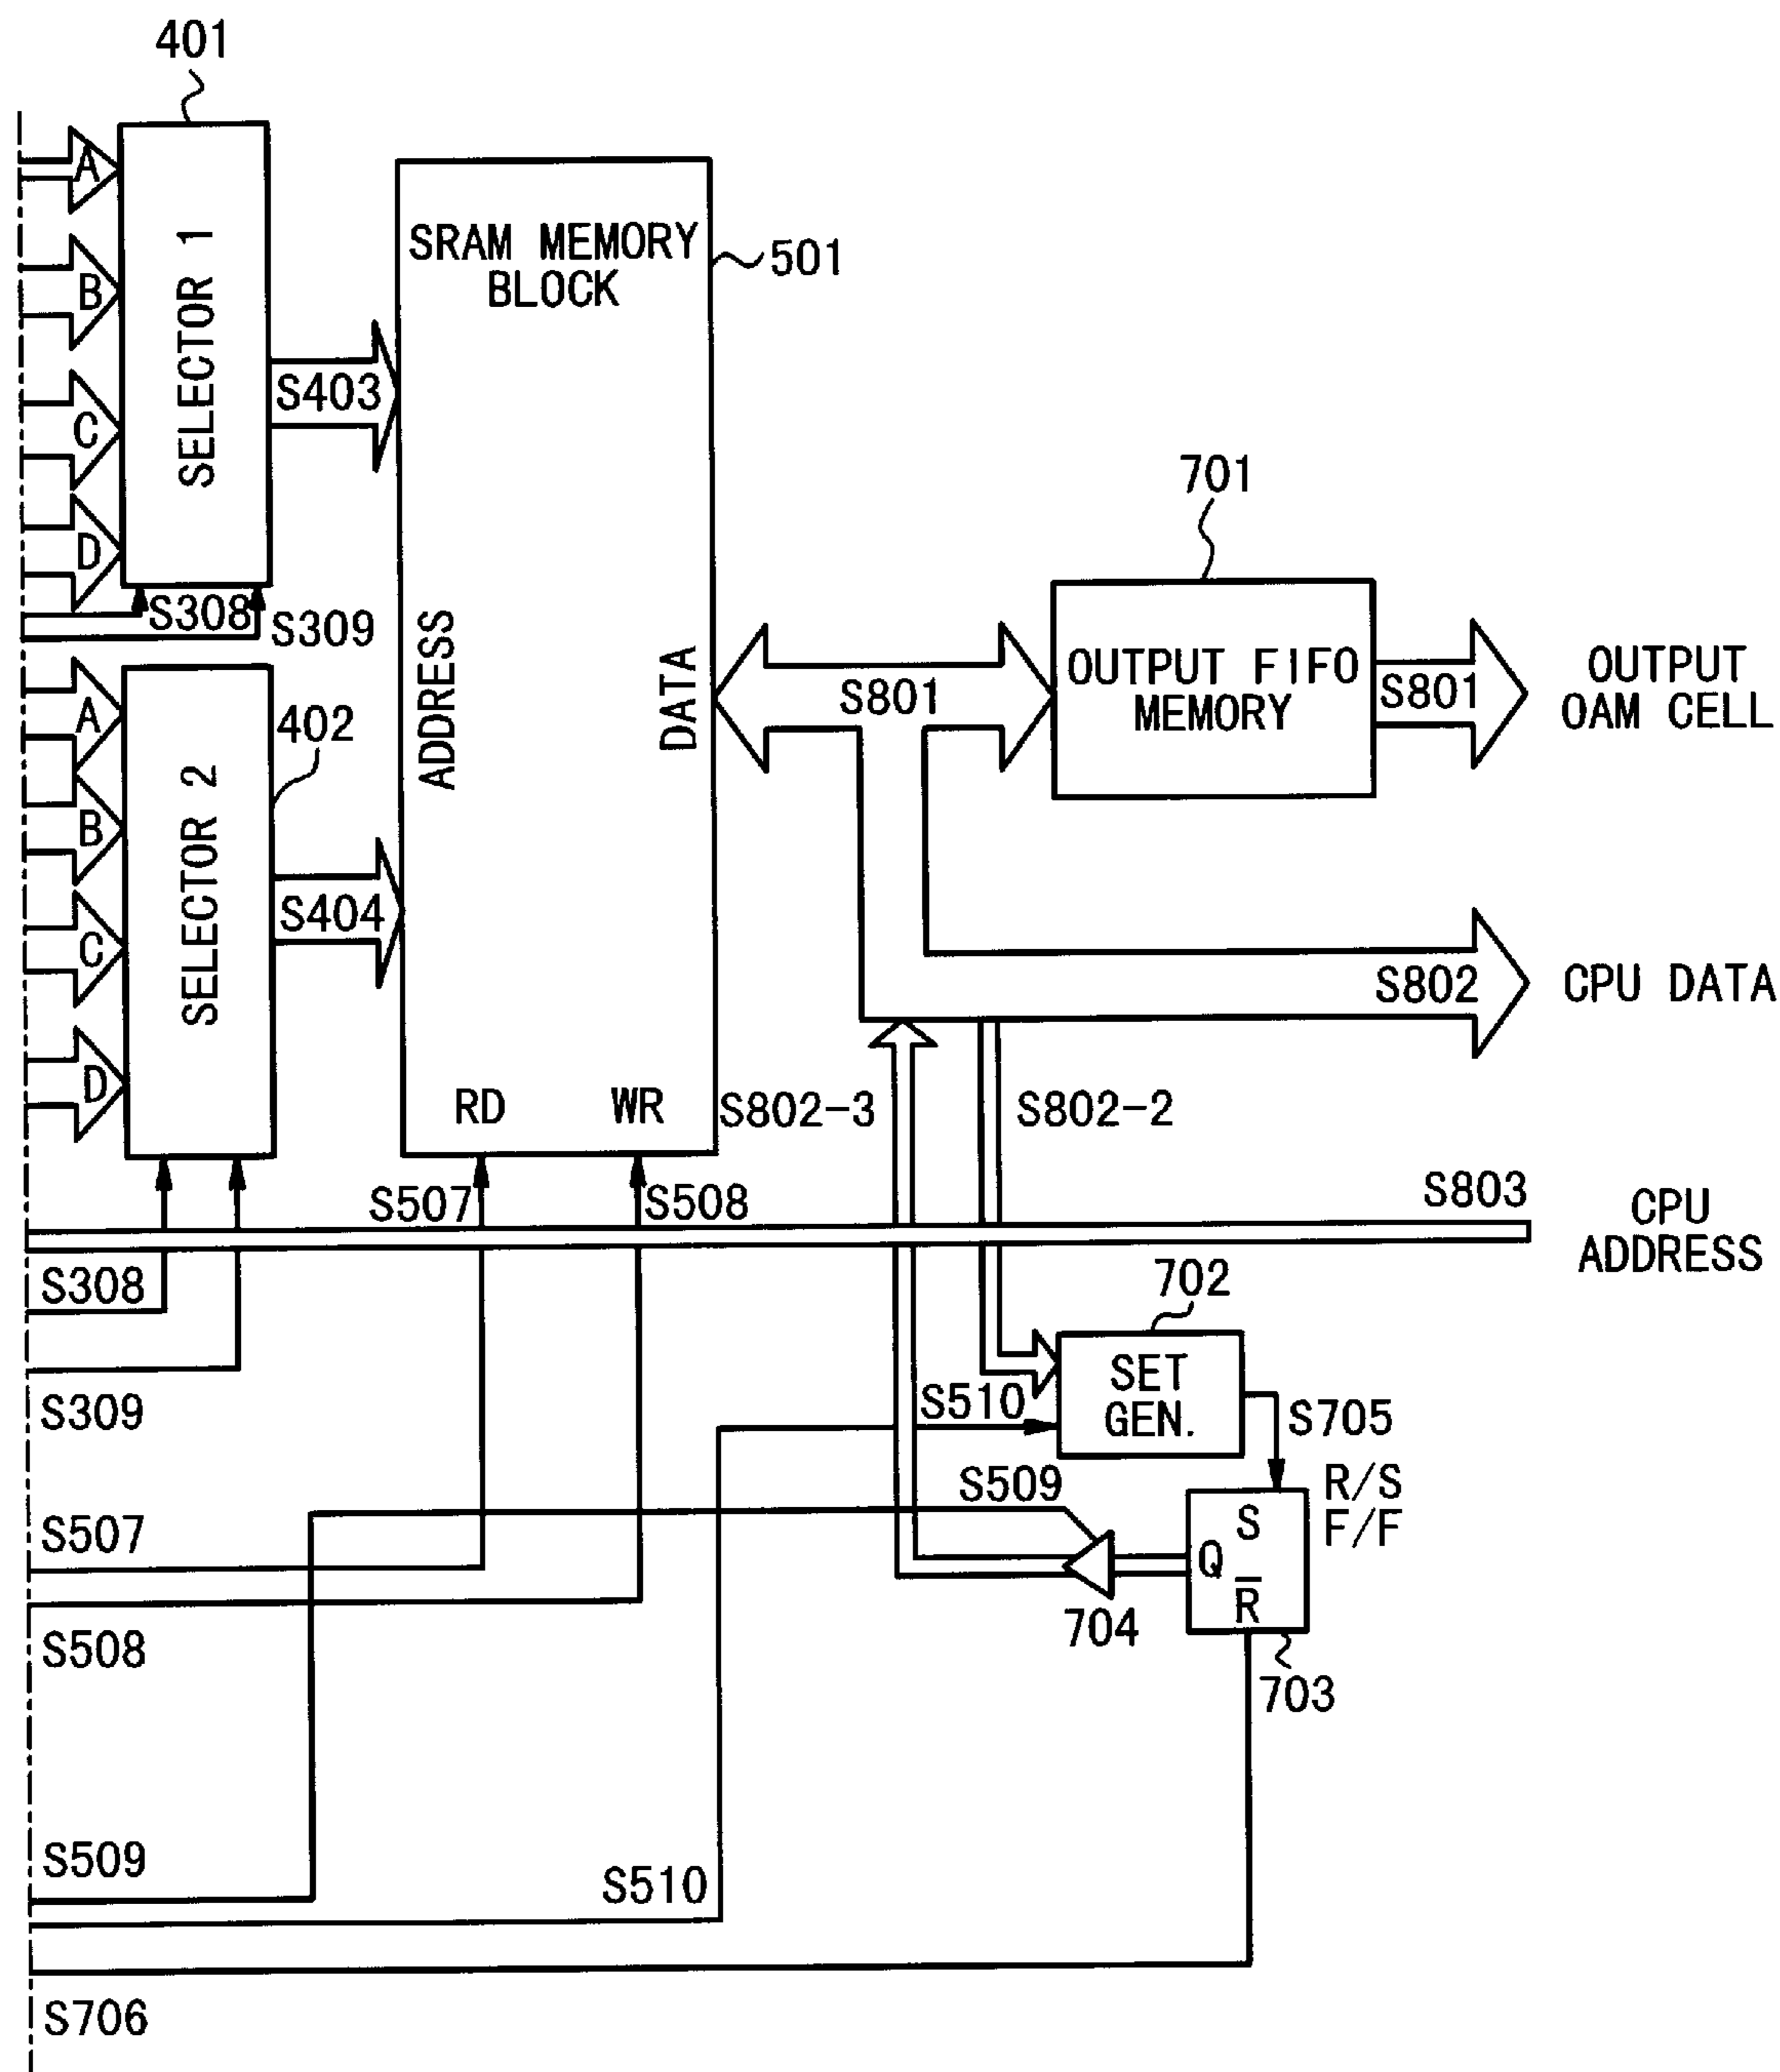 401
A
B
C
D
SELECTOR 1
S308
S309
S403
SRAM MEMORY
BLOCK
501
ADDRESS
DATA
RD
WR
A
B
C
D
SELECTOR 2
402
S404
S801
701
OUTPUT FIFO
MEMORY
S801
OUTPUT
OAM CELL
S802
CPU DATA
S802-3
S802-2
S507
S508
S803
CPU
ADDRESS
S308
S309
702
SET
GEN.
S510
S705
S509
R/S
F/F
S
Q
R̅
704
703
S507
S508
S509
S510
S706